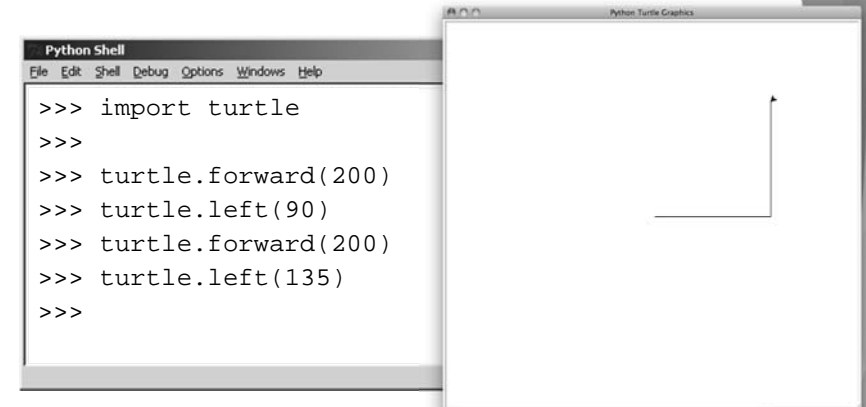 Python Turtle Graphics
Python Shell
File Edit Shell Debug Options Windows Help
>>> import turtle
>>>
>>> turtle.forward(200)
>>> turtle.left(90)
>>> turtle.forward(200)
>>> turtle.left(135)
>>>